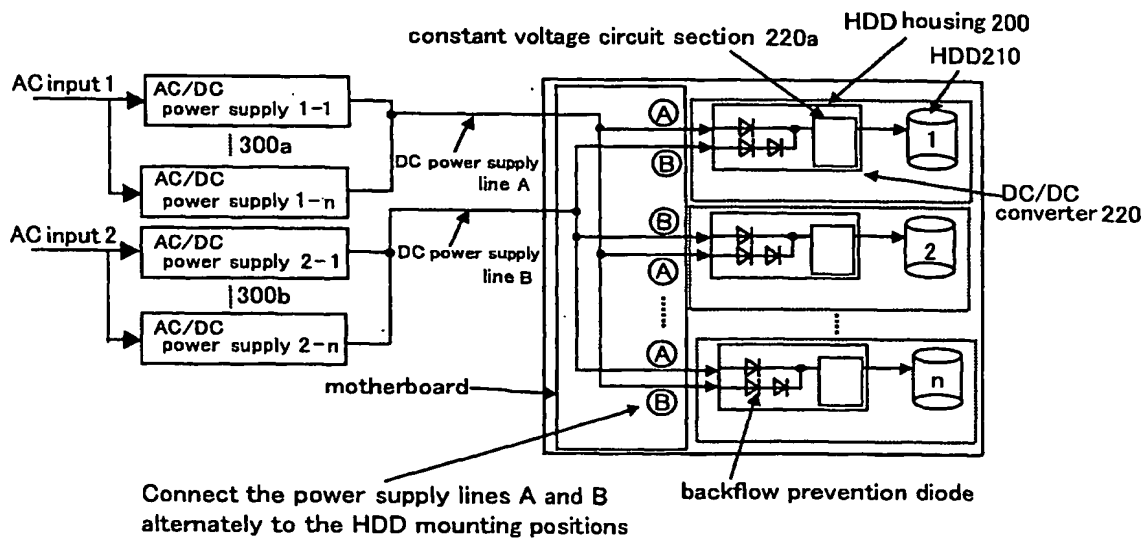 constant voltage circuit section 220a
HDD housing 200
HDD210
AC input 1
AC/DC
power supply 1-1
300a
AC/DC
power supply 1-n
DC power supply
line A
AC input 2
AC/DC
power supply 2-1
300b
AC/DC
power supply 2-n
DC power supply
line B
motherboard
A
B
1
DC/DC
converter 220
B
A
2
A
B
n
Connect the power supply lines A and B
alternately to the HDD mounting positions
backflow prevention diode